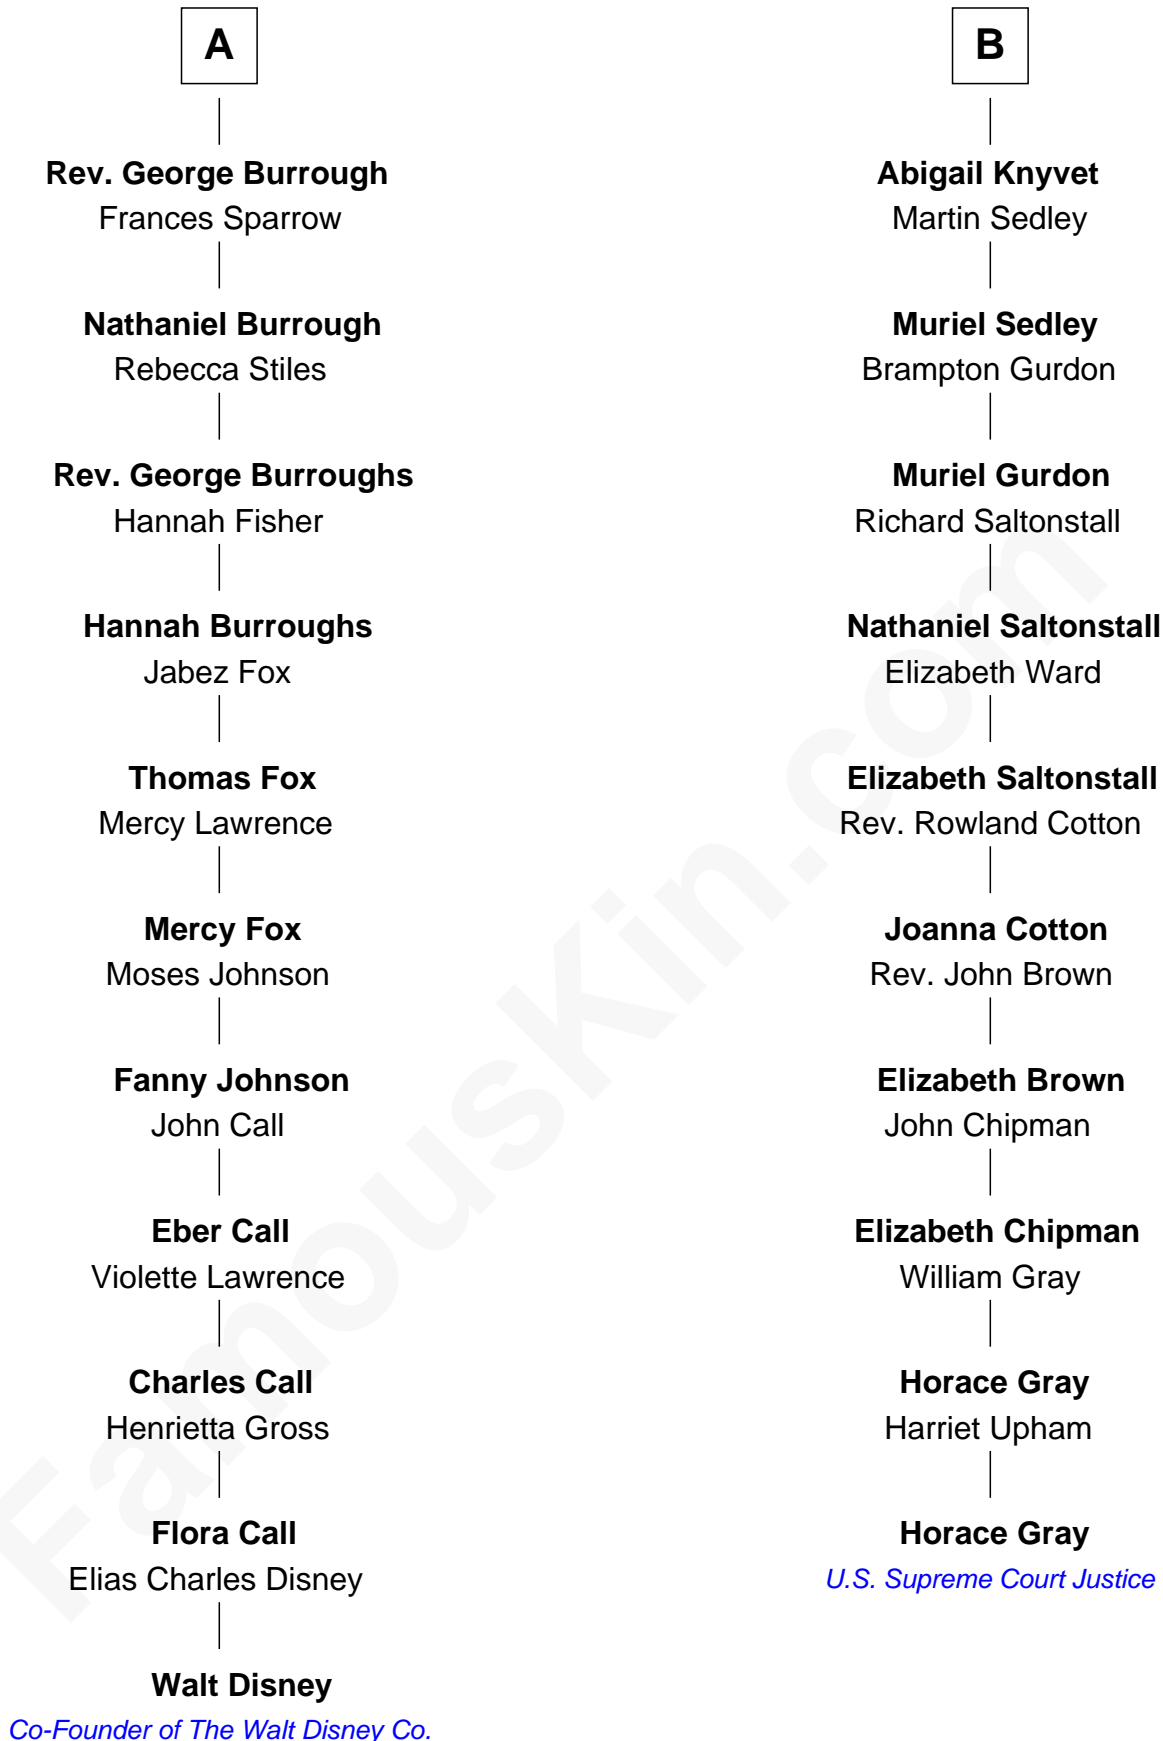 A
Rev. George Burrough
Frances Sparrow
Nathaniel Burrough
Rebecca Stiles
Rev. George Burroughs
Hannah Fisher
Hannah Burroughs
Jabez Fox
Thomas Fox
Mercy Lawrence
Mercy Fox
Moses Johnson
Fanny Johnson
John Call
Eber Call
Violette Lawrence
Charles Call
Henrietta Gross
Flora Call
Elias Charles Disney
Walt Disney
Co-Founder of The Walt Disney Co.
B
Abigail Knyvet
Martin Sedley
Muriel Sedley
Brampton Gurdon
Muriel Gurdon
Richard Saltonstall
Nathaniel Saltonstall
Elizabeth Ward
Elizabeth Saltonstall
Rev. Rowland Cotton
Joanna Cotton
Rev. John Brown
Elizabeth Brown
John Chipman
Elizabeth Chipman
William Gray
Horace Gray
Harriet Upham
Horace Gray
U.S. Supreme Court Justice
FamousKin.com